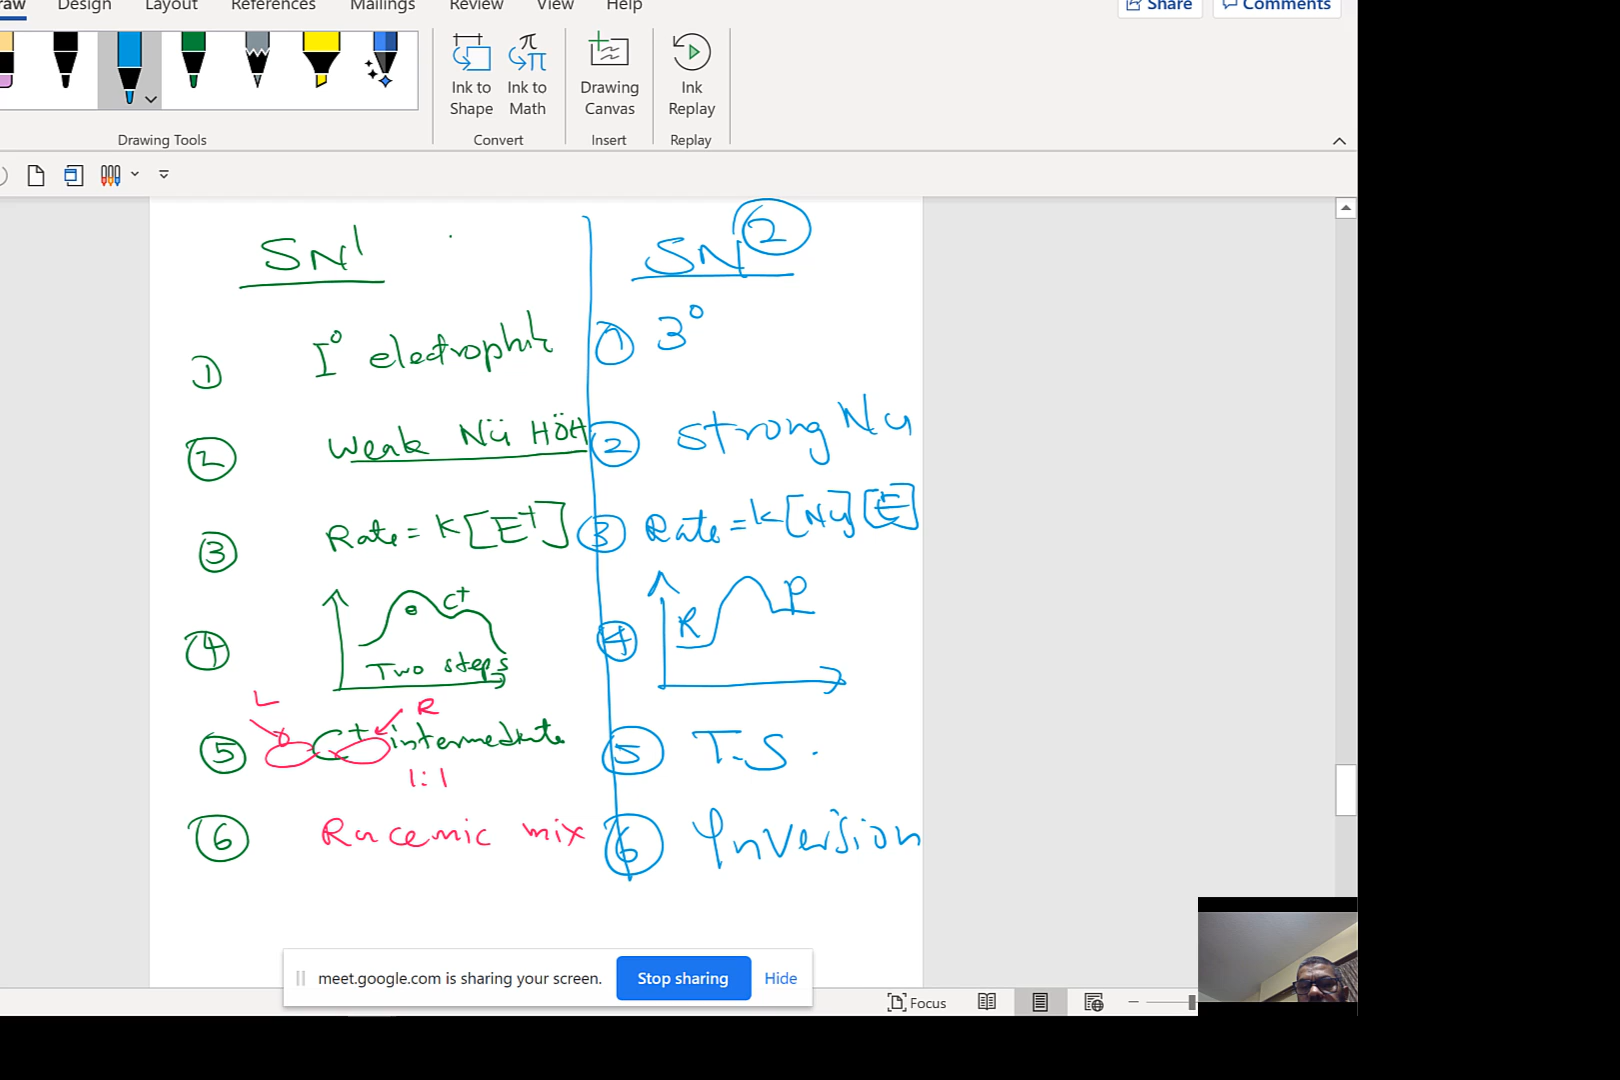 Draw Design Layout References Mailings Review View Help
Share Comments
Ink to Shape
Ink to Math
Drawing Canvas
Ink Replay
Drawing Tools Convert Insert Replay
SN1
① I° electrophile
② Weak Nü HÖH
③ Rate = K [E+]
④ C+
Two steps
L R
⑤ C+ intermediate
1:1
⑥ Racemic mix
SN②
① 3°
② Strong Nu
③ Rate = k [Nu] [E]
④ R P
⑤ T.S.
⑥ Inversion
meet.google.com is sharing your screen. Stop sharing Hide
Focus